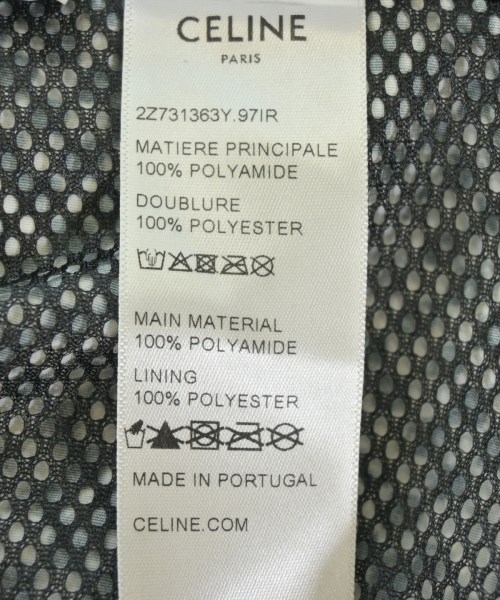 CELINE
PARIS
2Z731363Y.97IR
MATIERE PRINCIPALE
100% POLYAMIDE
DOUBLURE
100% POLYESTER
MAIN MATERIAL
100% POLYAMIDE
LINING
100% POLYESTER
MADE IN PORTUGAL
CELINE.COM